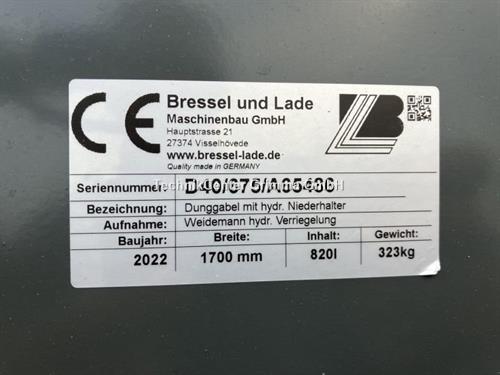 CE
Bressel und Lade
Maschinenbau GmbH
Hauptstrasse 21
27374 Visselhövede
www.bressel-lade.de
Quality made in GERMANY
Seriennummer:
Bezeichnung: Dunggabel mit hydr. Niederhalter
Aufnahme: Weidemann hydr. Verriegelung
Baujahr: Breite: Inhalt: Gewicht:
2022 1700 mm 820l 323kg